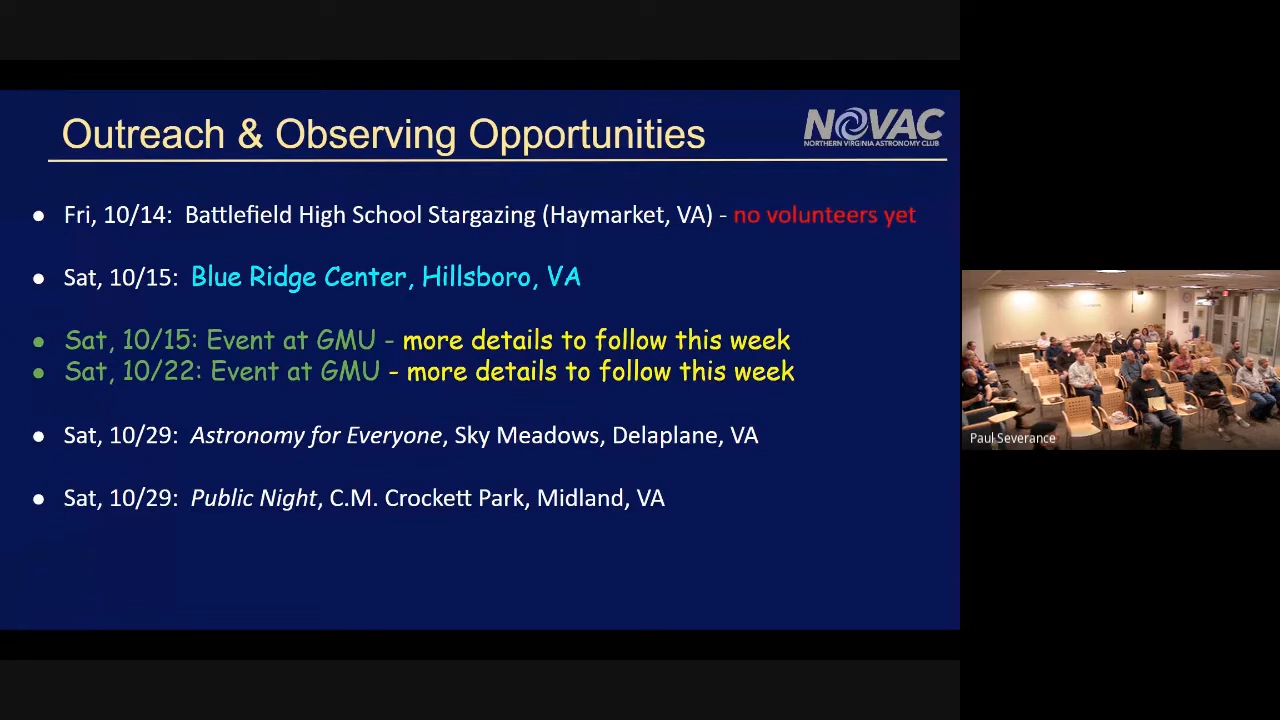 Outreach & Observing Opportunities
NOVAC
NORTHERN VIRGINIA ASTRONOMY CLUB
● Fri, 10/14: Battlefield High School Stargazing (Haymarket, VA) - no volunteers yet
● Sat, 10/15: Blue Ridge Center, Hillsboro, VA
● Sat, 10/15: Event at GMU - more details to follow this week
● Sat, 10/22: Event at GMU - more details to follow this week
● Sat, 10/29: Astronomy for Everyone, Sky Meadows, Delaplane, VA
● Sat, 10/29: Public Night, C.M. Crockett Park, Midland, VA
Paul Severance